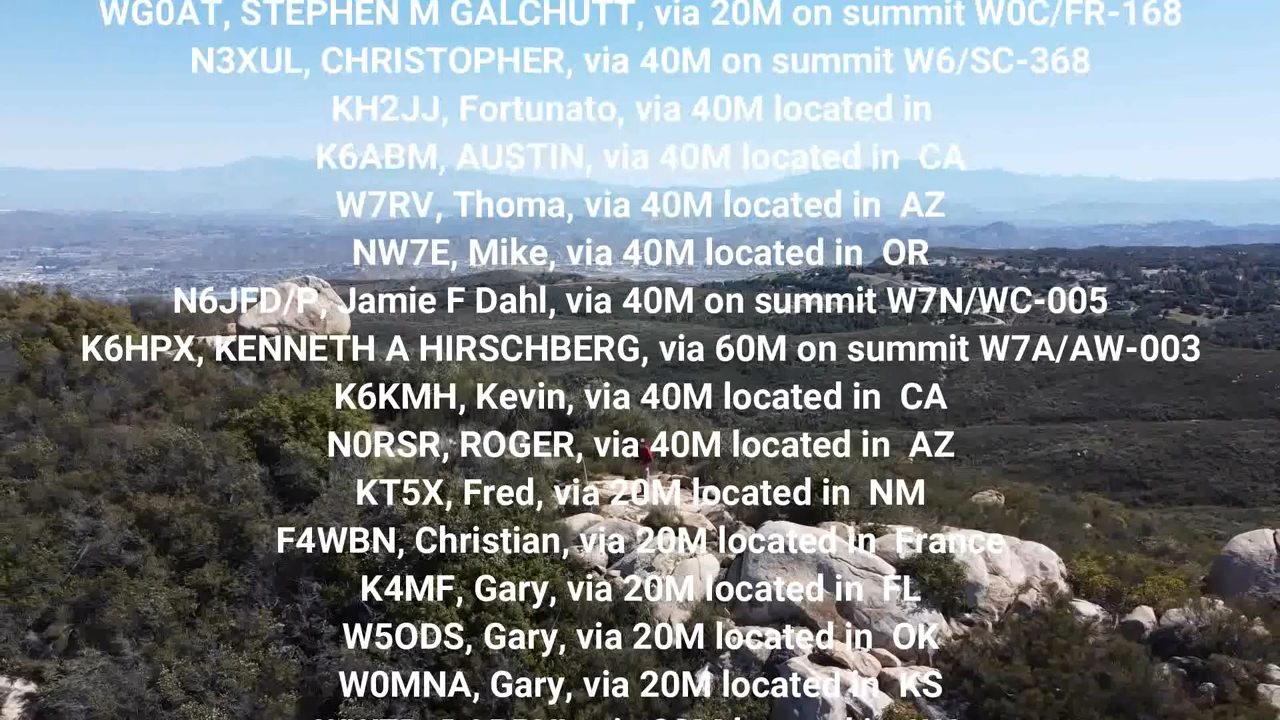 WG0AT, STEPHEN M GALCHUTT, via 20M on summit W0C/FR-168
N3XUL, CHRISTOPHER, via 40M on summit W6/SC-368
KH2JJ, Fortunato, via 40M located in
K6ABM, AUSTIN, via 40M located in CA
W7RV, Thoma, via 40M located in AZ
NW7E, Mike, via 40M located in OR
N6JFD/P, Jamie F Dahl, via 40M on summit W7N/WC-005
K6HPX, KENNETH A HIRSCHBERG, via 60M on summit W7A/AW-003
K6KMH, Kevin, via 40M located in CA
N0RSR, ROGER, via 40M located in AZ
KT5X, Fred, via 20M located in NM
F4WBN, Christian, via 20M located in France
K4MF, Gary, via 20M located in FL
W5ODS, Gary, via 20M located in OK
W0MNA, Gary, via 20M located in KS